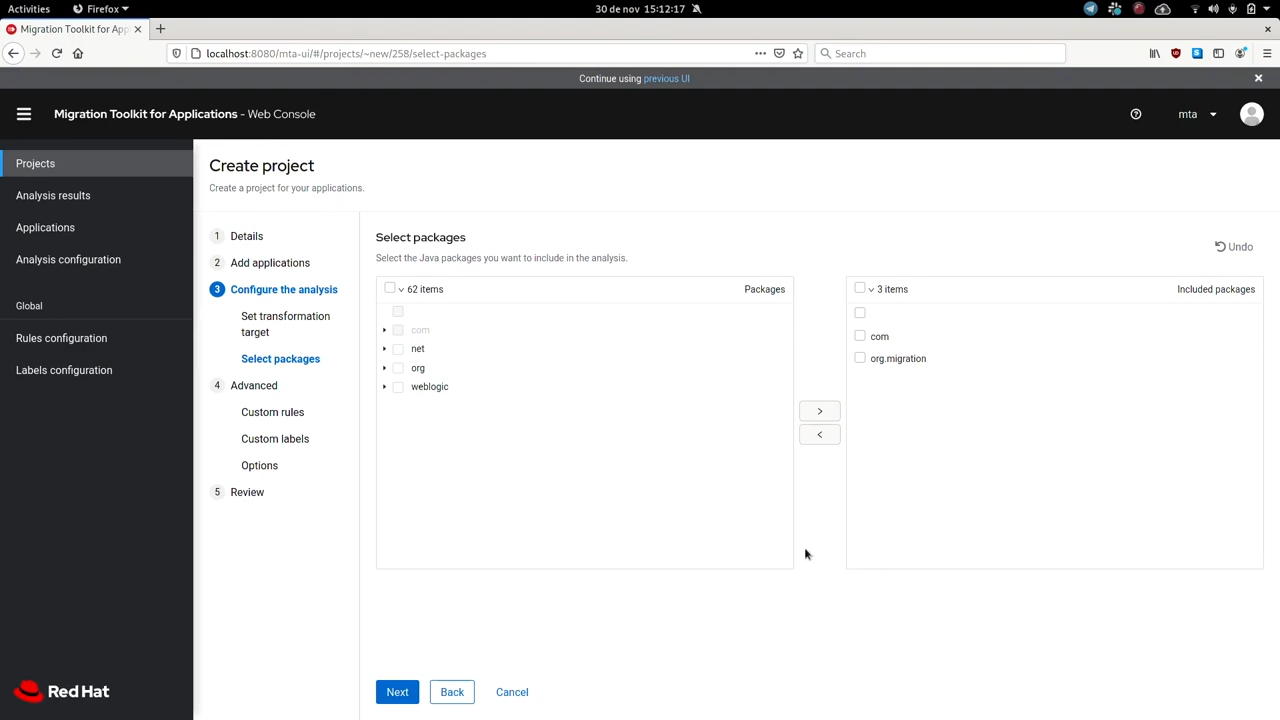 Activities
Firefox
30 de nov 15:12:17
Migration Toolkit for App
localhost:8080/mta-ui/#/projects/~new/258/select-packages
Search
Continue using previous UI
Migration Toolkit for Applications - Web Console
mta
Projects
Analysis results
Applications
Analysis configuration
Global
Rules configuration
Labels configuration
Red Hat
Create project
Create a project for your applications.
1 Details
2 Add applications
3 Configure the analysis
Set transformation
target
Select packages
4 Advanced
Custom rules
Custom labels
Options
5 Review
Select packages
Select the Java packages you want to include in the analysis.
Undo
62 items
Packages
com
net
org
weblogic
3 items
Included packages
com
org.migration
Next
Back
Cancel